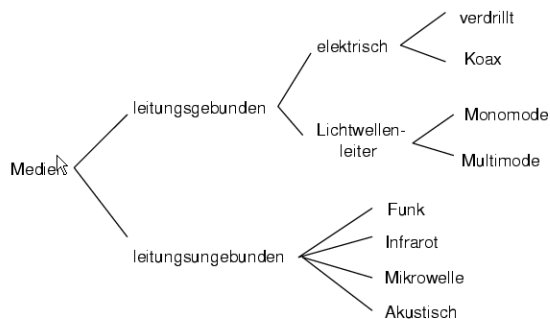 verdrillt
elektrisch
Koax
leitungsgebunden
Monomode
Lichtwellen-
leiter
Multimode
Medien
Funk
Infrarot
leitungsungebunden
Mikrowelle
Akustisch